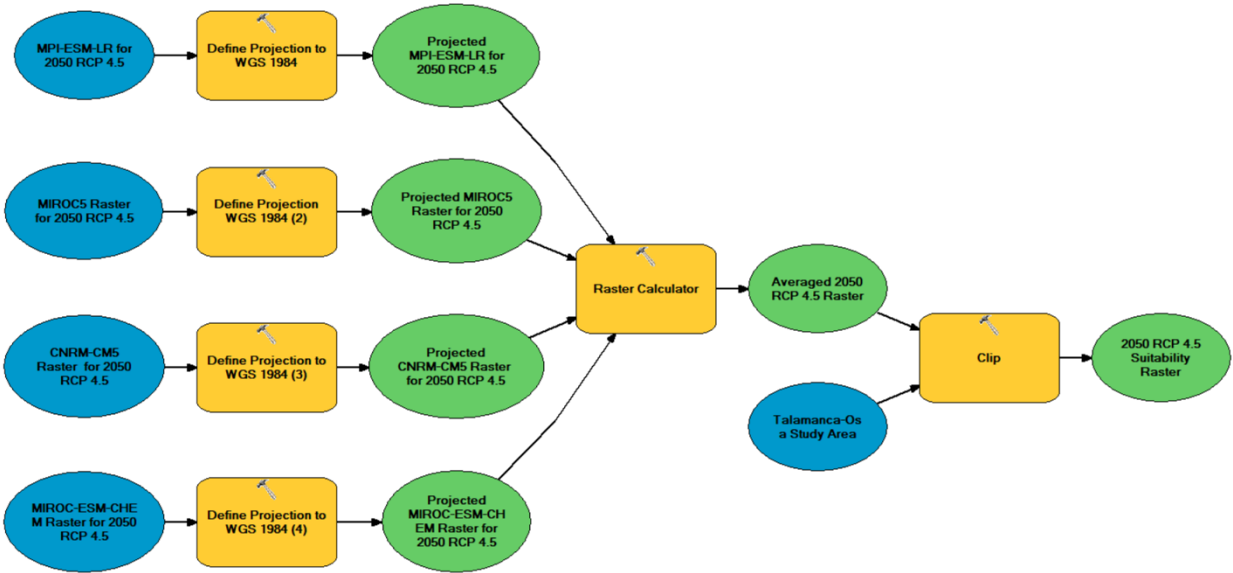 MPI-ESM-LR for
2050 RCP 4.5
Define Projection to
WGS 1984
Projected
MPI-ESM-LR for
2050 RCP 4.5
MIROC5 Raster
for 2050 RCP 4.5
Define Projection
WGS 1984 (2)
Projected MIROC5
Raster for 2050
RCP 4.5
Raster Calculator
Averaged 2050
RCP 4.5 Raster
CNRM-CM5
Raster for 2050
RCP 4.5
Define Projection to
WGS 1984 (3)
Projected
CNRM-CM5 Raster
for 2050 RCP 4.5
Clip
2050 RCP 4.5
Suitability
Raster
Talamanca-Os
a Study Area
MIROC-ESM-CHE
M Raster for 2050
RCP 4.5
Define Projection to
WGS 1984 (4)
Projected
MIROC-ESM-CH
EM Raster for
2050 RCP 4.5